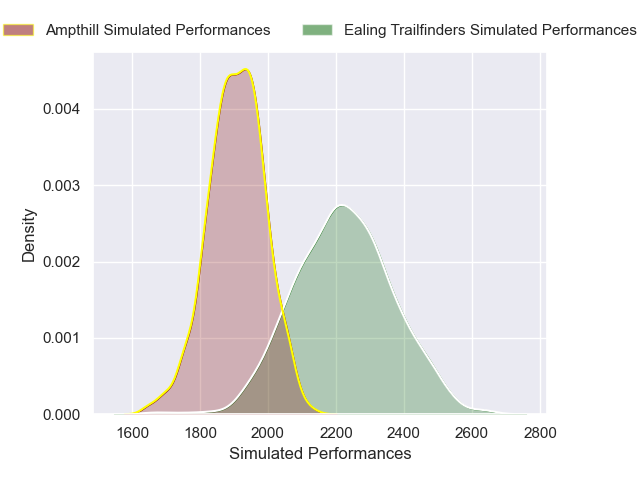 Ampthill Simulated Performances
Ealing Trailfinders Simulated Performances
0.004
0.003
0.002
0.001
0.000
Density
1600 1800 2000 2200 2400 2600 2800
Simulated Performances